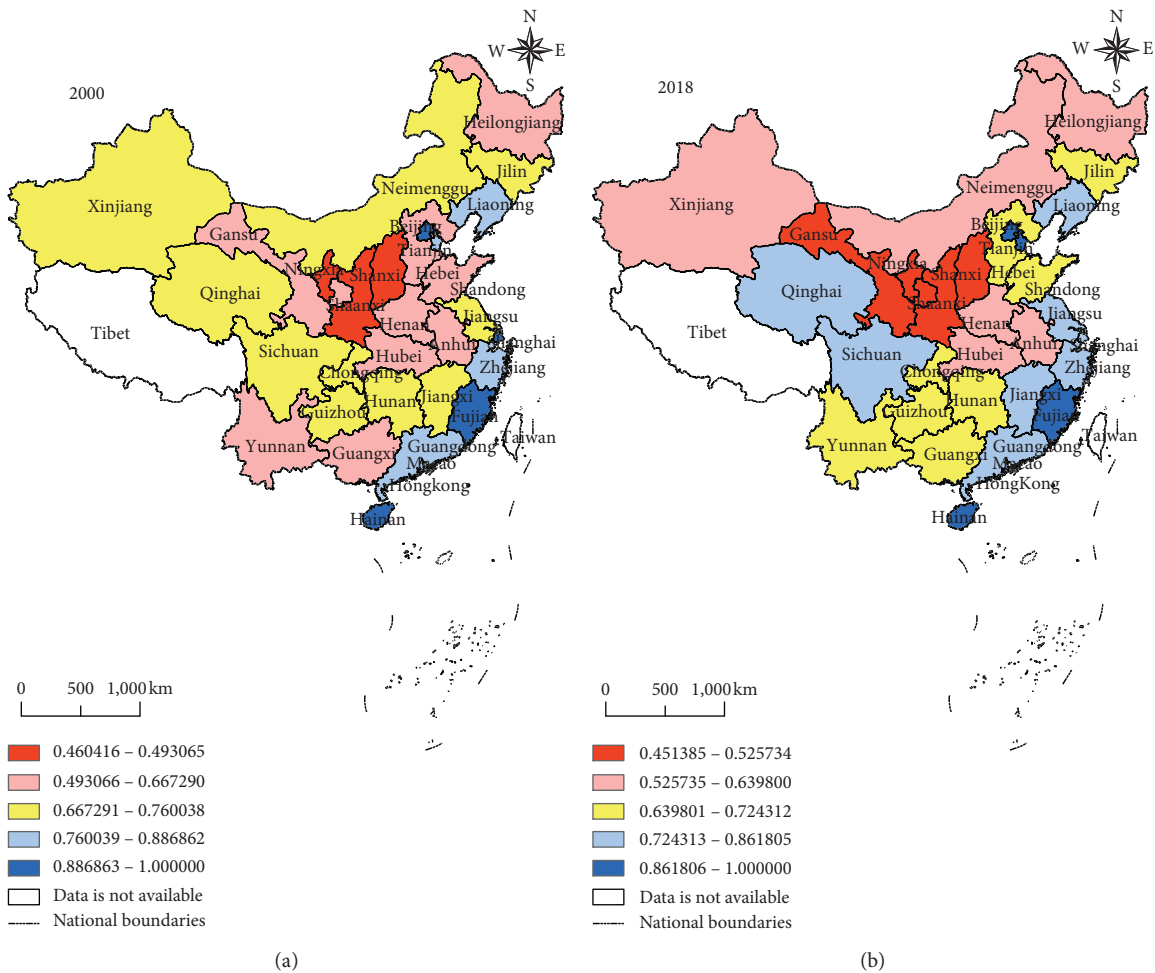 N
W E
S
2000
Heilongjiang
Jilin
Neimenggu
Liaoning
Xinjiang
Beijing
Gansu
Tianjin
Ningxia
Shanxi
Hebei
Qinghai
Shandong
Shaanxi
Jiangsu
Tibet
Henan
Shanghai
Sichuan
Anhui
Hubei
Zhejiang
Chongqing
Hunan
Jiangxi
Guizhou
Fujian
Taiwan
Yunnan
Guangdong
Guangxi
Macao
Hongkong
Hainan
0 500 1,000 km
0.460416 – 0.493065
0.493066 – 0.667290
0.667291 – 0.760038
0.760039 – 0.886862
0.886863 – 1.000000
Data is not available
National boundaries
(a)
N
W E
S
2018
Heilongjiang
Jilin
Neimenggu
Liaoning
Xinjiang
Beijing
Gansu
Tianjin
Ningxia
Shanxi
Hebei
Qinghai
Shandong
Shaanxi
Jiangsu
Tibet
Henan
Shanghai
Anhui
Sichuan
Hubei
Zhejiang
Chongqing
Hunan
Jiangxi
Guizhou
Fujian
Taiwan
Yunnan
Guangdong
Guangxi
Macao
HongKong
Hainan
0 500 1,000 km
0.451385 – 0.525734
0.525735 – 0.639800
0.639801 – 0.724312
0.724313 – 0.861805
0.861806 – 1.000000
Data is not available
National boundaries
(b)